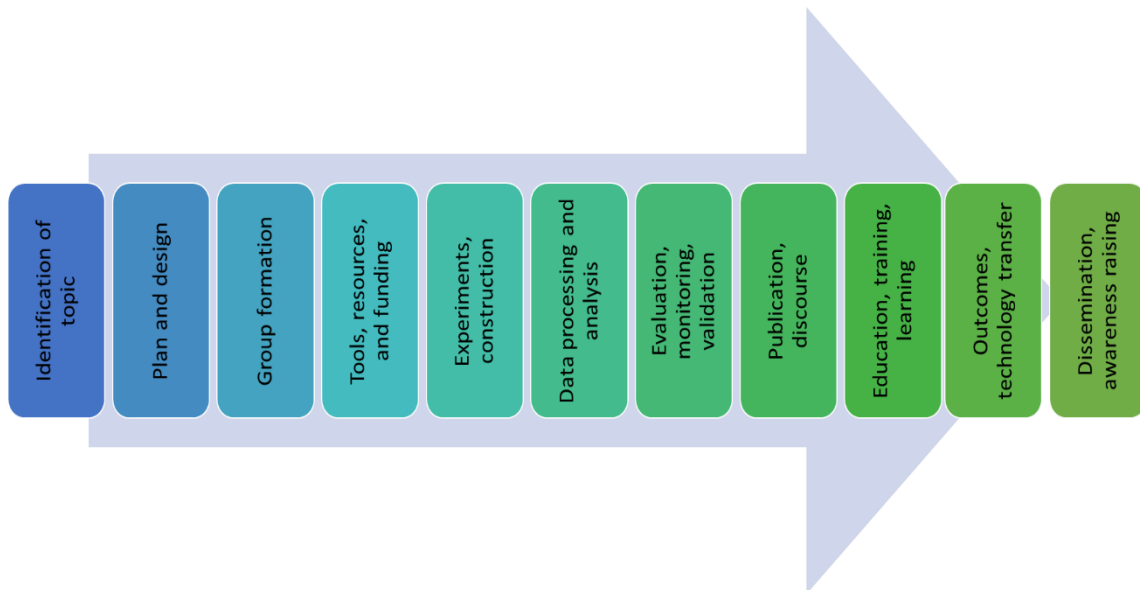 Identification of
topic
Plan and design
Group formation
Tools, resources,
and funding
Experiments,
construction
Data processing and
analysis
Evaluation,
monitoring,
validation
Publication,
discourse
Education, training,
learning
Outcomes,
technology transfer
Dissemination,
awareness raising